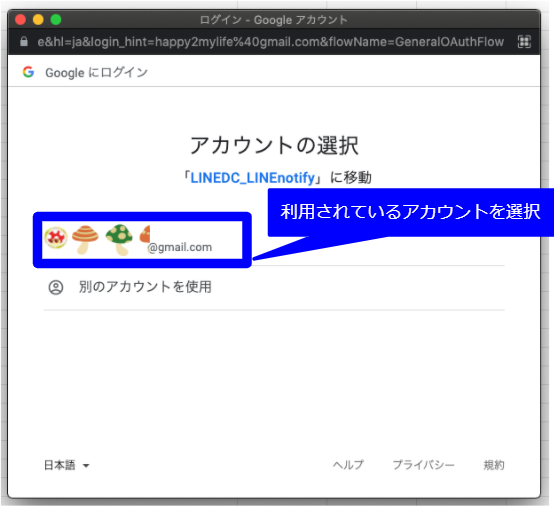 ログイン - Google アカウント
e&hl=ja&login_hint=happy2mylife%40gmail.com&flowName=GeneralOAuthFlow
Google にログイン
アカウントの選択
「LINEDC_LINEnotify」に移動
利用されているアカウントを選択
@gmail.com
別のアカウントを使用
日本語
ヘルプ プライバシー 規約